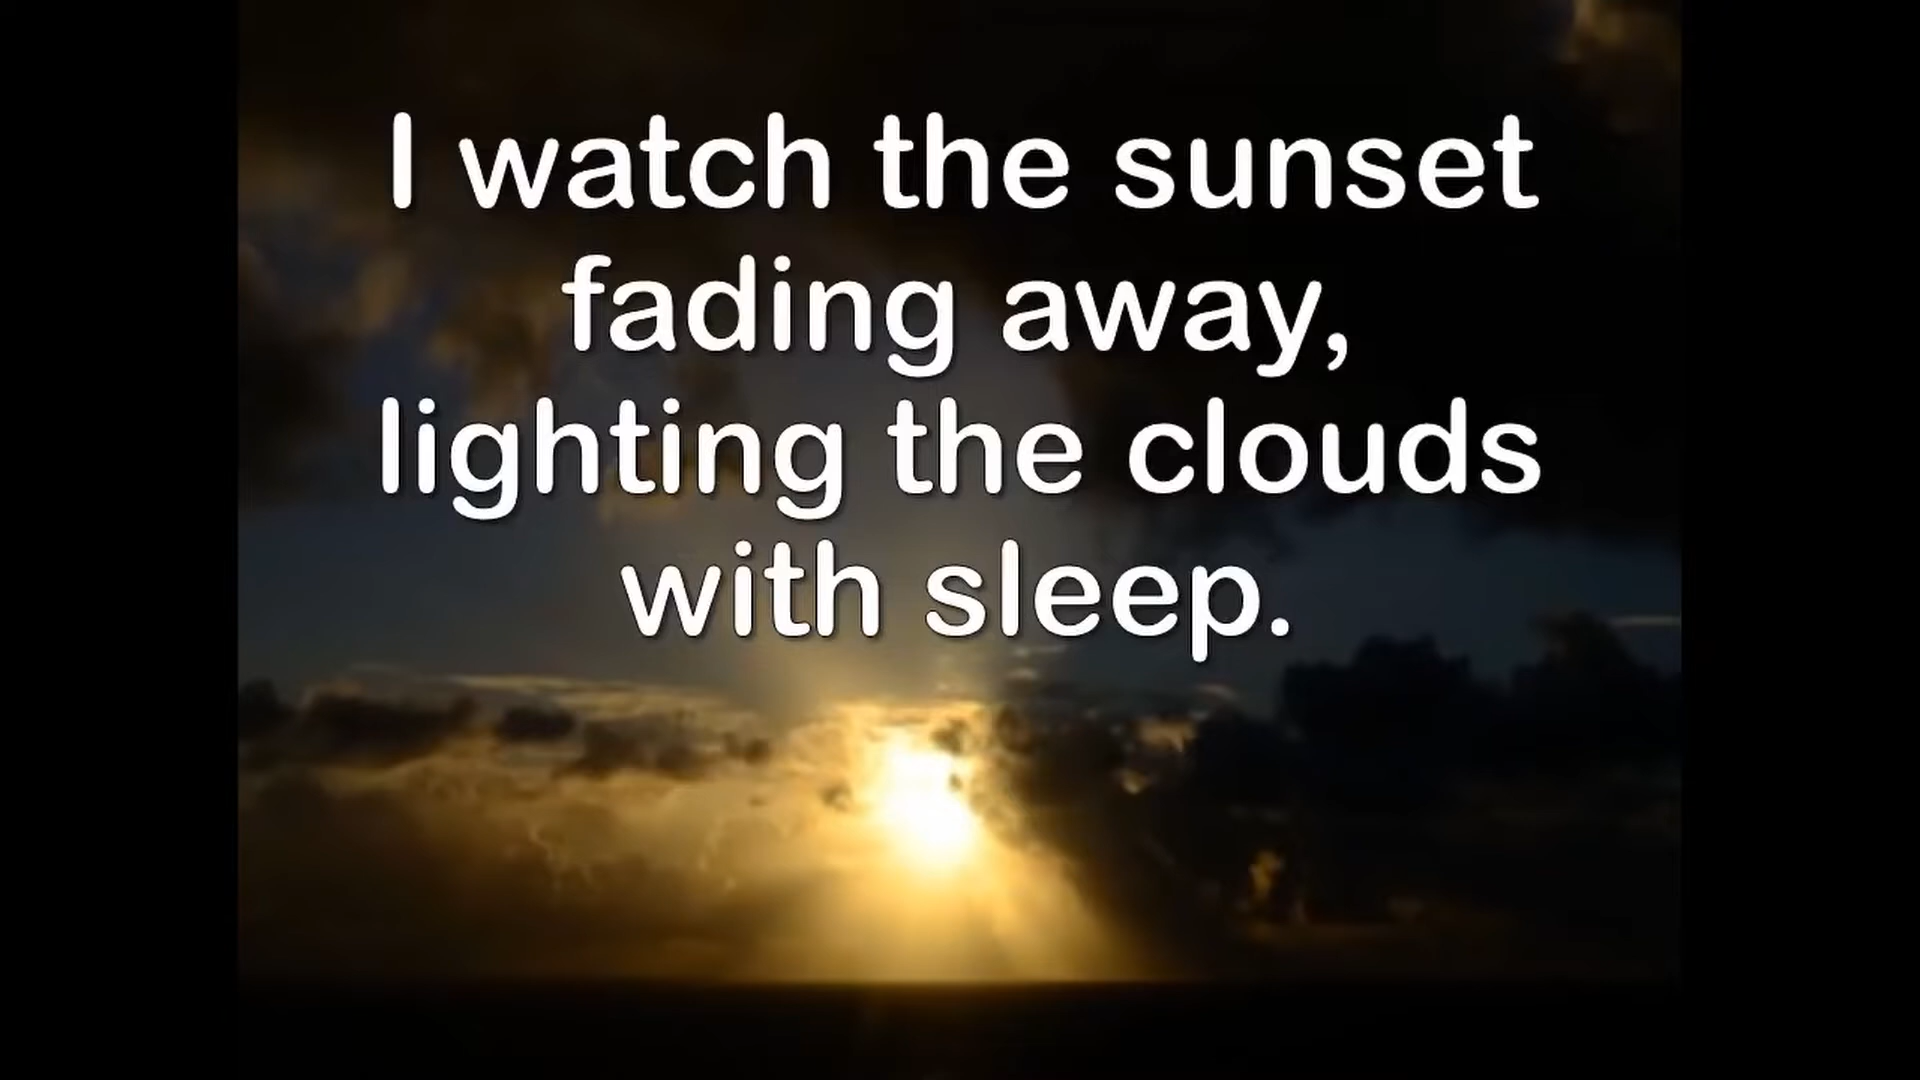 I watch the sunset
fading away,
lighting the clouds
with sleep.